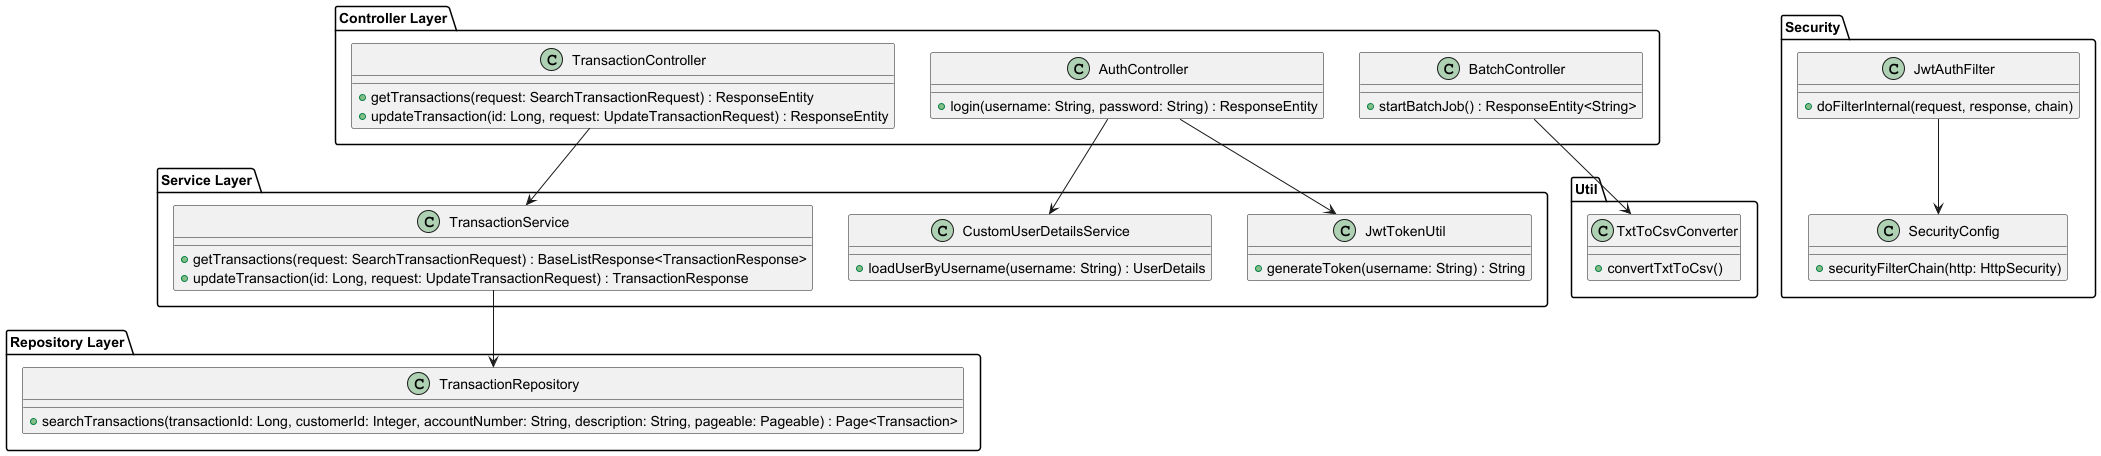 Controller Layer
C TransactionController
getTransactions(request: SearchTransactionRequest) : ResponseEntity
updateTransaction(id: Long, request: UpdateTransactionRequest) : ResponseEntity
C AuthController
login(username: String, password: String) : ResponseEntity
C BatchController
startBatchJob() : ResponseEntity<String>
Security
C JwtAuthFilter
doFilterInternal(request, response, chain)
Service Layer
C TransactionService
getTransactions(request: SearchTransactionRequest) : BaseListResponse<TransactionResponse>
updateTransaction(id: Long, request: UpdateTransactionRequest) : TransactionResponse
C CustomUserDetailsService
loadUserByUsername(username: String) : UserDetails
C JwtTokenUtil
generateToken(username: String) : String
Util
C TxtToCsvConverter
convertTxtToCsv()
C SecurityConfig
securityFilterChain(http: HttpSecurity)
Repository Layer
C TransactionRepository
searchTransactions(transactionId: Long, customerId: Integer, accountNumber: String, description: String, pageable: Pageable) : Page<Transaction>